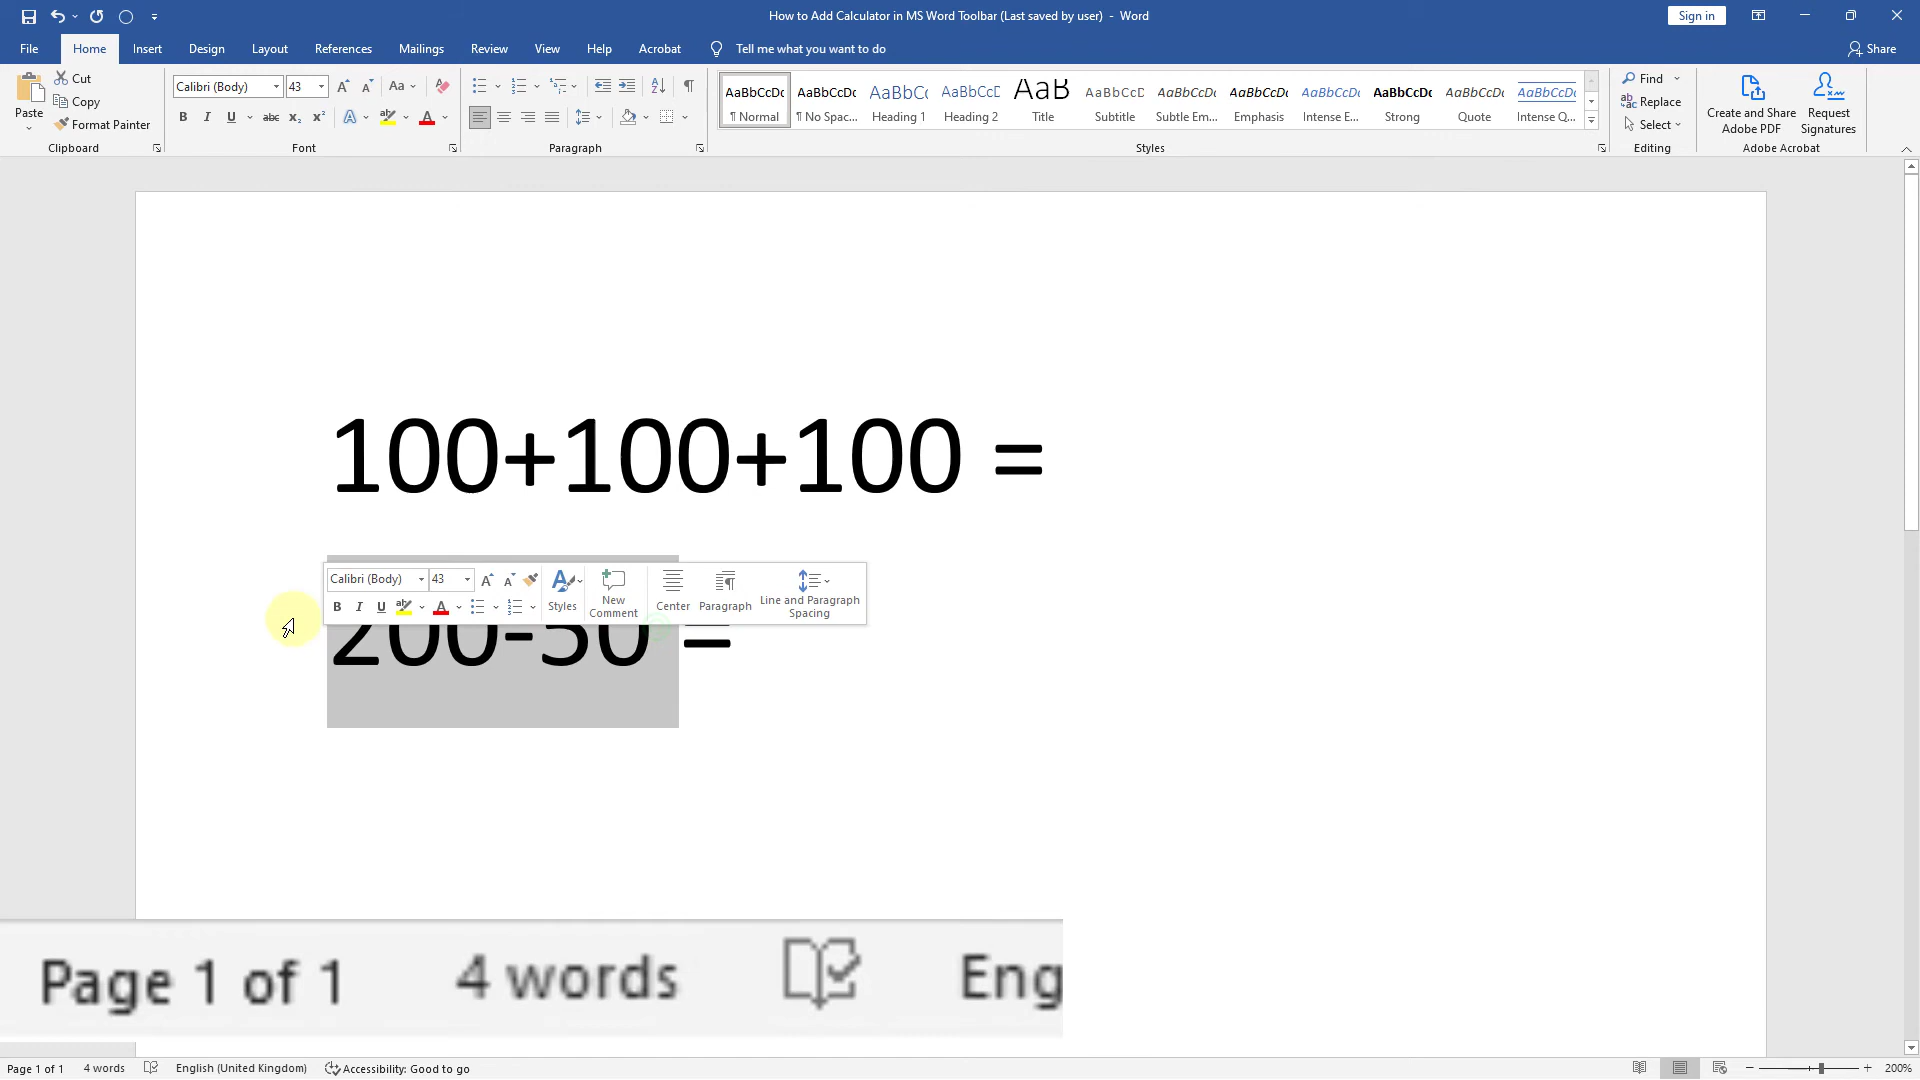 How to Add Calculator in MS Word Toolbar (Last saved by user) - Word
Sign in
File Home Insert Design Layout References Mailings Review View Help Acrobat Tell me what you want to do Share
Paste
Cut
Copy
Format Painter
Clipboard
Calibri (Body) 43
Font
Paragraph
AaBbCcDc AaBbCcDc AaBbCc AaBbCcD AaB AaBbCcD AaBbCcDc AaBbCcDc AaBbCcDc AaBbCcDc AaBbCcDc AaBbCcDc
¶ Normal ¶ No Spac... Heading 1 Heading 2 Title Subtitle Subtle Em... Emphasis Intense E... Strong Quote Intense Q...
Styles
Find
Replace
Select
Editing
Create and Share
Adobe PDF
Request
Signatures
Adobe Acrobat
100+100+100 =
Calibri (Body) 43
B I U
Styles
New
Comment
Center
Paragraph
Line and Paragraph
Spacing
200-50 =
Page 1 of 1 4 words Eng
Page 1 of 1 4 words English (United Kingdom) Accessibility: Good to go 200%